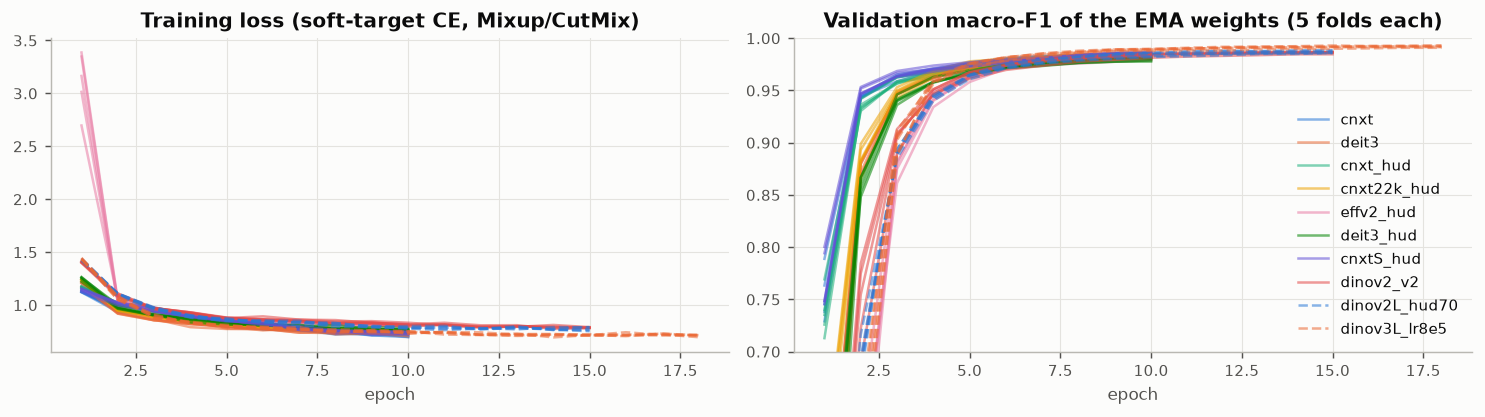 Training loss (soft-target CE, Mixup/CutMix)
3.5
3.0
2.5
2.0
1.5
1.0
2.5 5.0 7.5 10.0 12.5 15.0 17.5
epoch
Validation macro-F1 of the EMA weights (5 folds each)
1.00
0.95
0.90
0.85
0.80
0.75
0.70
cnxt
deit3
cnxt_hud
cnxt22k_hud
effv2_hud
deit3_hud
cnxtS_hud
dinov2_v2
dinov2L_hud70
dinov3L_lr8e5
2.5 5.0 7.5 10.0 12.5 15.0 17.5
epoch